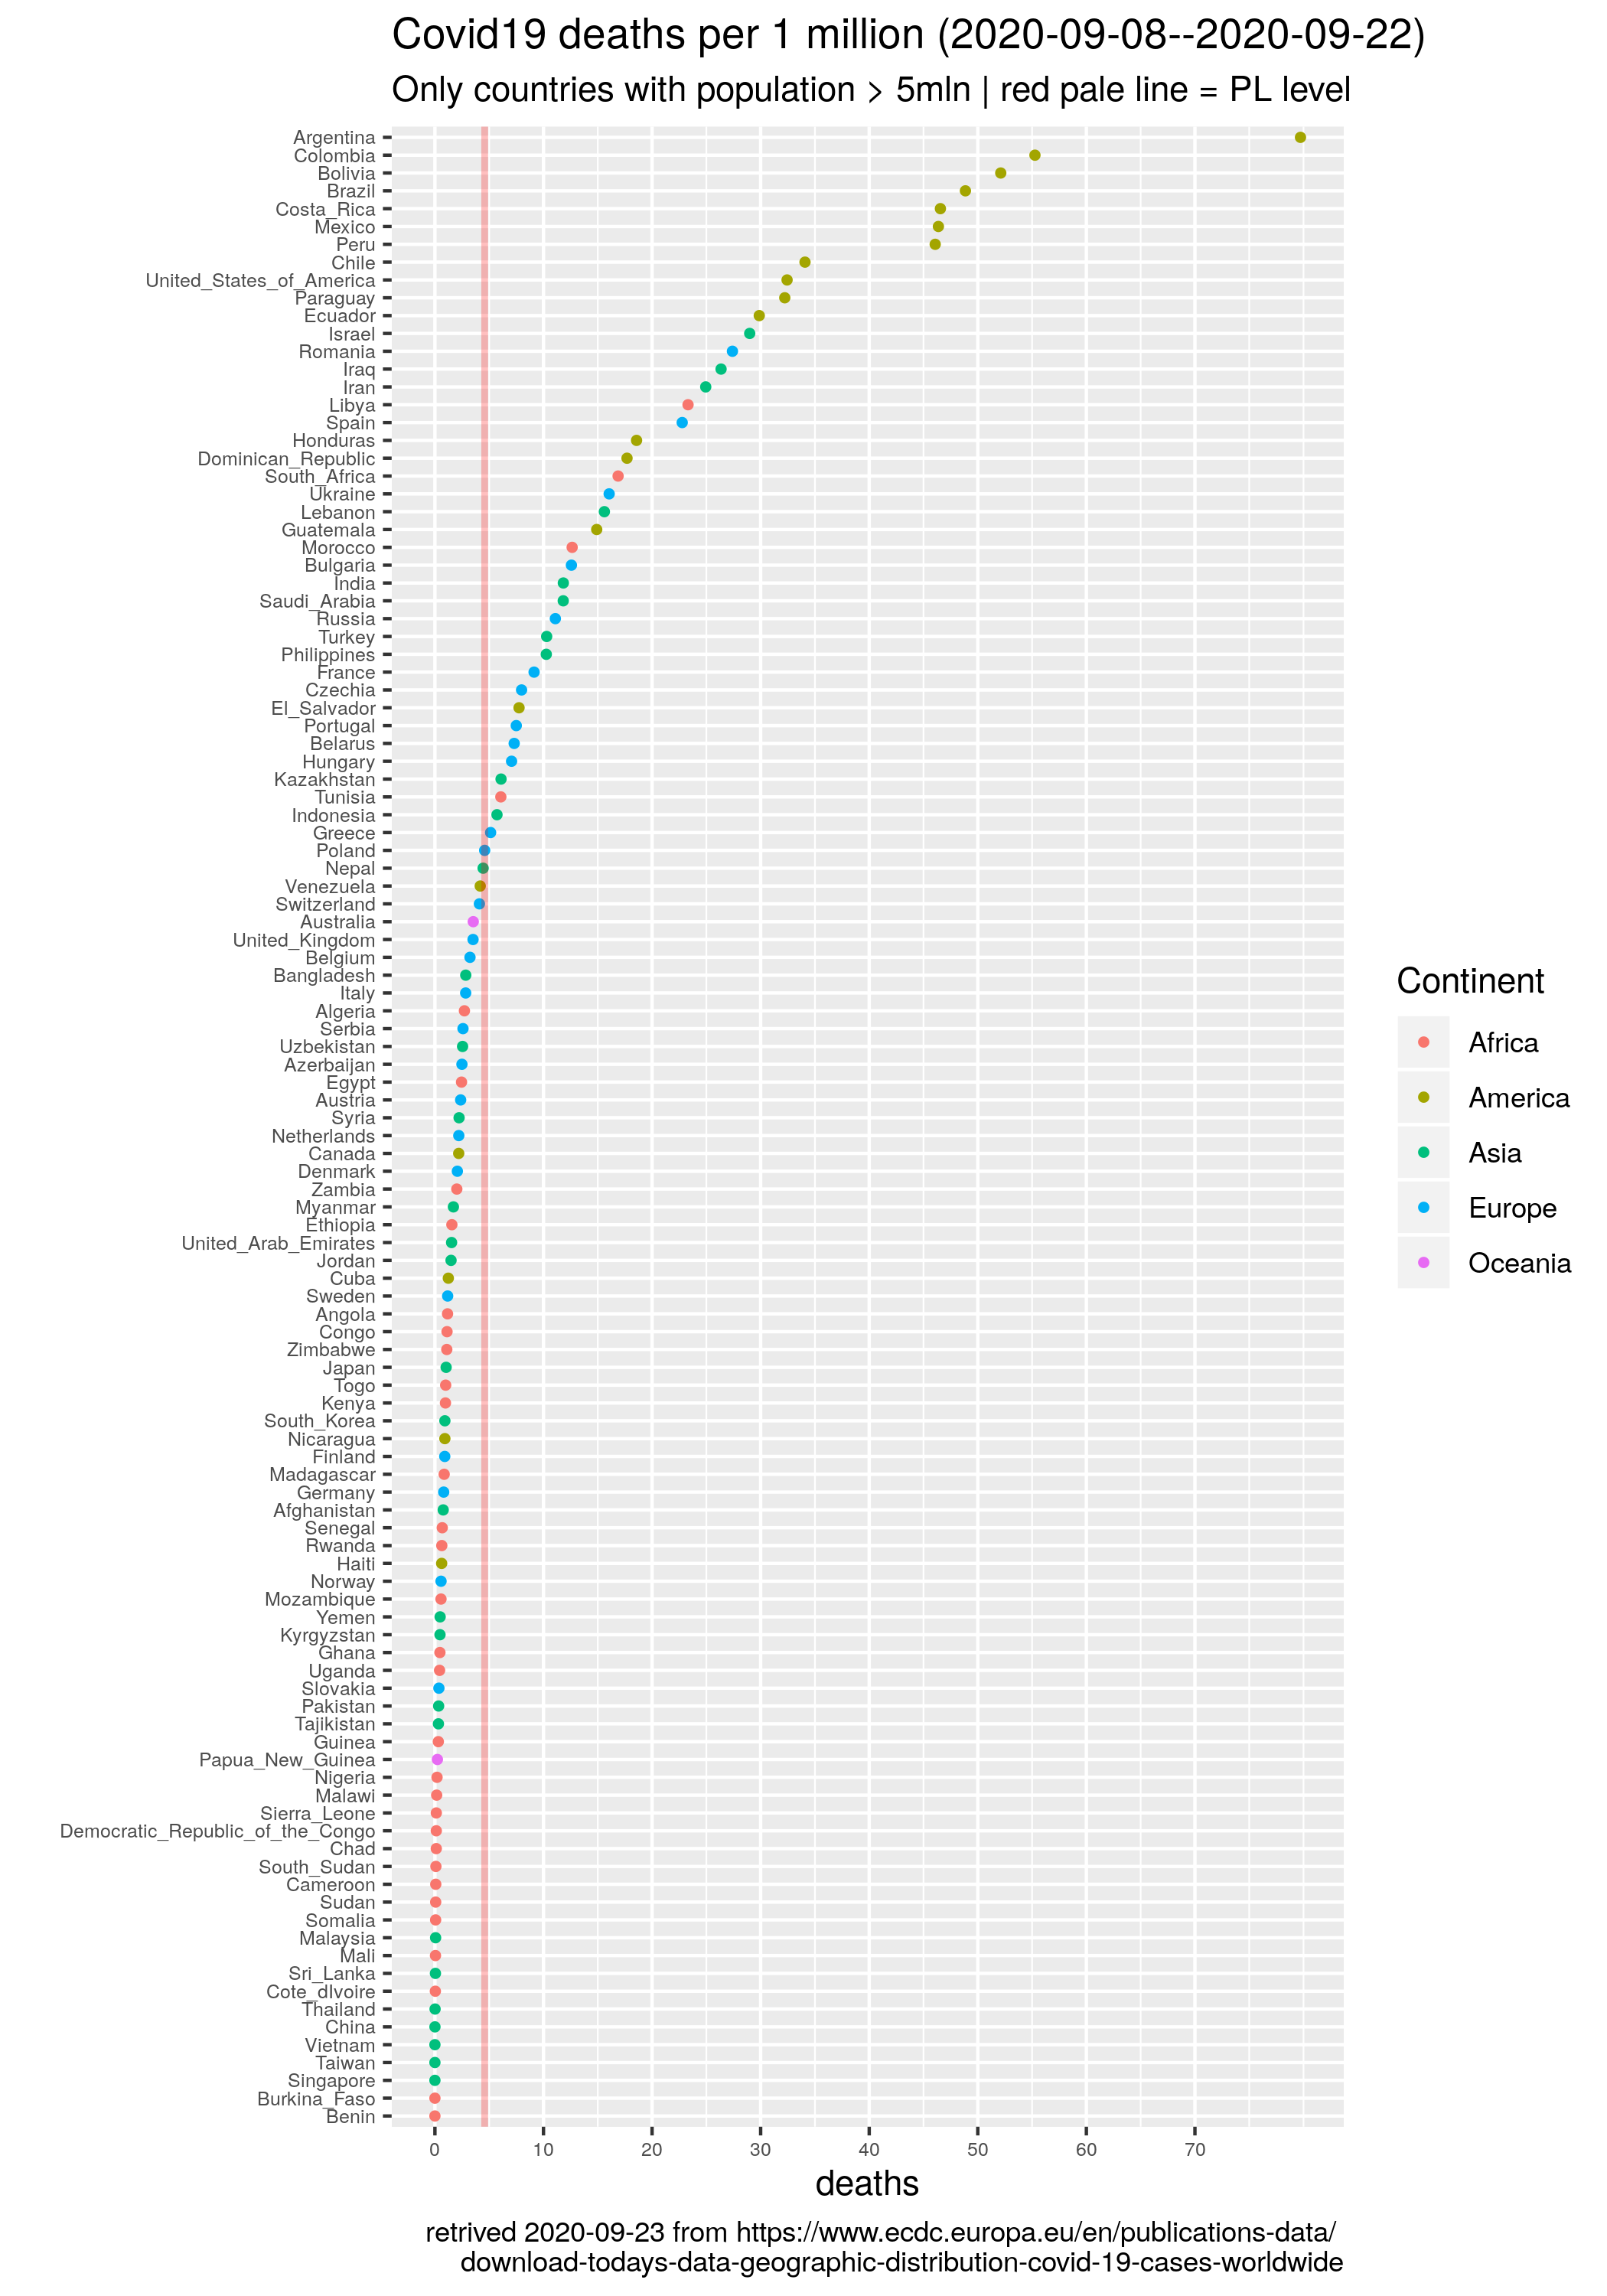 Covid19 deaths per 1 million (2020-09-08--2020-09-22)
Only countries with population > 5mln | red pale line = PL level
Argentina
Colombia
Bolivia
Brazil
Costa_Rica
Mexico
Peru
Chile
United_States_of_America
Paraguay
Ecuador
Israel
Romania
Iraq
Iran
Libya
Spain
Honduras
Dominican_Republic
South_Africa
Ukraine
Lebanon
Guatemala
Morocco
Bulgaria
India
Saudi_Arabia
Russia
Turkey
Philippines
France
Czechia
El_Salvador
Portugal
Belarus
Hungary
Kazakhstan
Tunisia
Indonesia
Greece
Poland
Nepal
Venezuela
Switzerland
Australia
United_Kingdom
Belgium
Bangladesh
Italy
Algeria
Serbia
Uzbekistan
Azerbaijan
Egypt
Austria
Syria
Netherlands
Canada
Denmark
Zambia
Myanmar
Ethiopia
United_Arab_Emirates
Jordan
Cuba
Sweden
Angola
Congo
Zimbabwe
Japan
Togo
Kenya
South_Korea
Nicaragua
Finland
Madagascar
Germany
Afghanistan
Senegal
Rwanda
Haiti
Norway
Mozambique
Yemen
Kyrgyzstan
Ghana
Uganda
Slovakia
Pakistan
Tajikistan
Guinea
Papua_New_Guinea
Nigeria
Malawi
Sierra_Leone
Democratic_Republic_of_the_Congo
Chad
South_Sudan
Cameroon
Sudan
Somalia
Malaysia
Mali
Sri_Lanka
Cote_dIvoire
Thailand
China
Vietnam
Taiwan
Singapore
Burkina_Faso
Benin
0 10 20 30 40 50 60 70
deaths
Continent
Africa
America
Asia
Europe
Oceania
retrived 2020-09-23 from https://www.ecdc.europa.eu/en/publications-data/
download-todays-data-geographic-distribution-covid-19-cases-worldwide